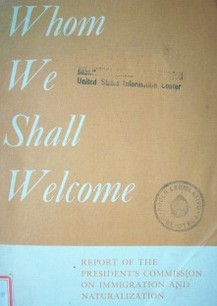 Whom
We
United States Information Center
Shall
Welcome
REPORT OF THE
PRESIDENT'S COMMISSION
ON IMMIGRATION AND
NATURALIZATION